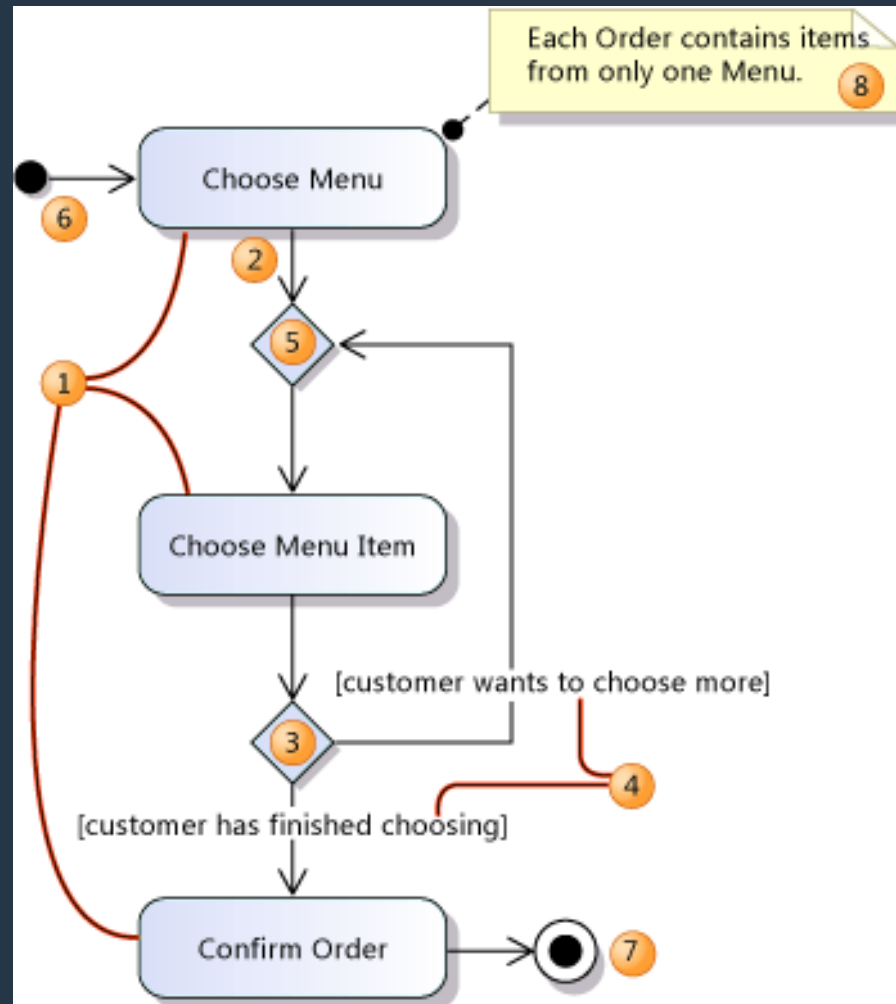 Each Order contains items
from only one Menu.
8
Choose Menu
6
2
5
1
Choose Menu Item
[customer wants to choose more]
3
4
[customer has finished choosing]
Confirm Order
7